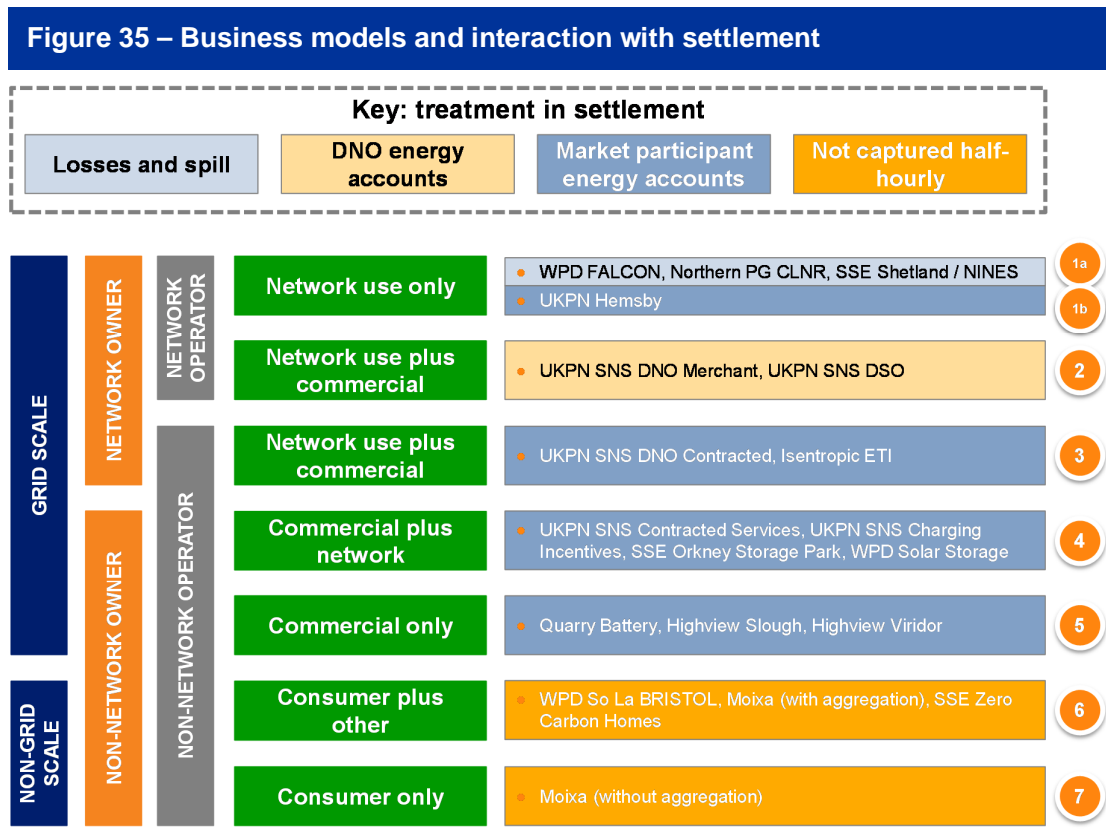 Figure 35 – Business models and interaction with settlement
Key: treatment in settlement
Losses and spill
DNO energy
accounts
Market participant
energy accounts
Not captured half-
hourly
GRID SCALE
NON-GRID
SCALE
NETWORK OWNER
NON-NETWORK OWNER
NETWORK
OPERATOR
NON-NETWORK OPERATOR
Network use only
• WPD FALCON, Northern PG CLNR, SSE Shetland / NINES
1a
• UKPN Hemsby
1b
Network use plus
commercial
• UKPN SNS DNO Merchant, UKPN SNS DSO
2
Network use plus
commercial
• UKPN SNS DNO Contracted, Isentropic ETI
3
Commercial plus
network
• UKPN SNS Contracted Services, UKPN SNS Charging
Incentives, SSE Orkney Storage Park, WPD Solar Storage
4
Commercial only
• Quarry Battery, Highview Slough, Highview Viridor
5
Consumer plus
other
• WPD So La BRISTOL, Moixa (with aggregation), SSE Zero
Carbon Homes
6
Consumer only
• Moixa (without aggregation)
7